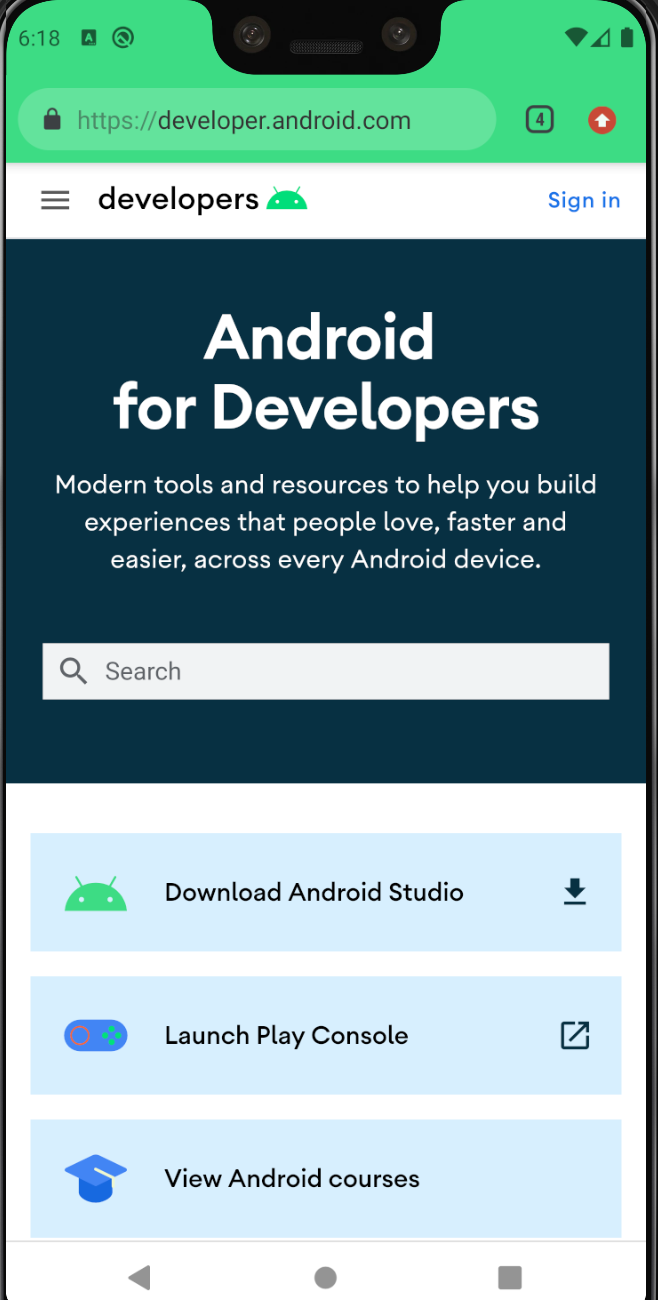 6:18
https://developer.android.com
4
developers
Sign in
Android
for Developers
Modern tools and resources to help you build
experiences that people love, faster and
easier, across every Android device.
Search
Download Android Studio
Launch Play Console
View Android courses